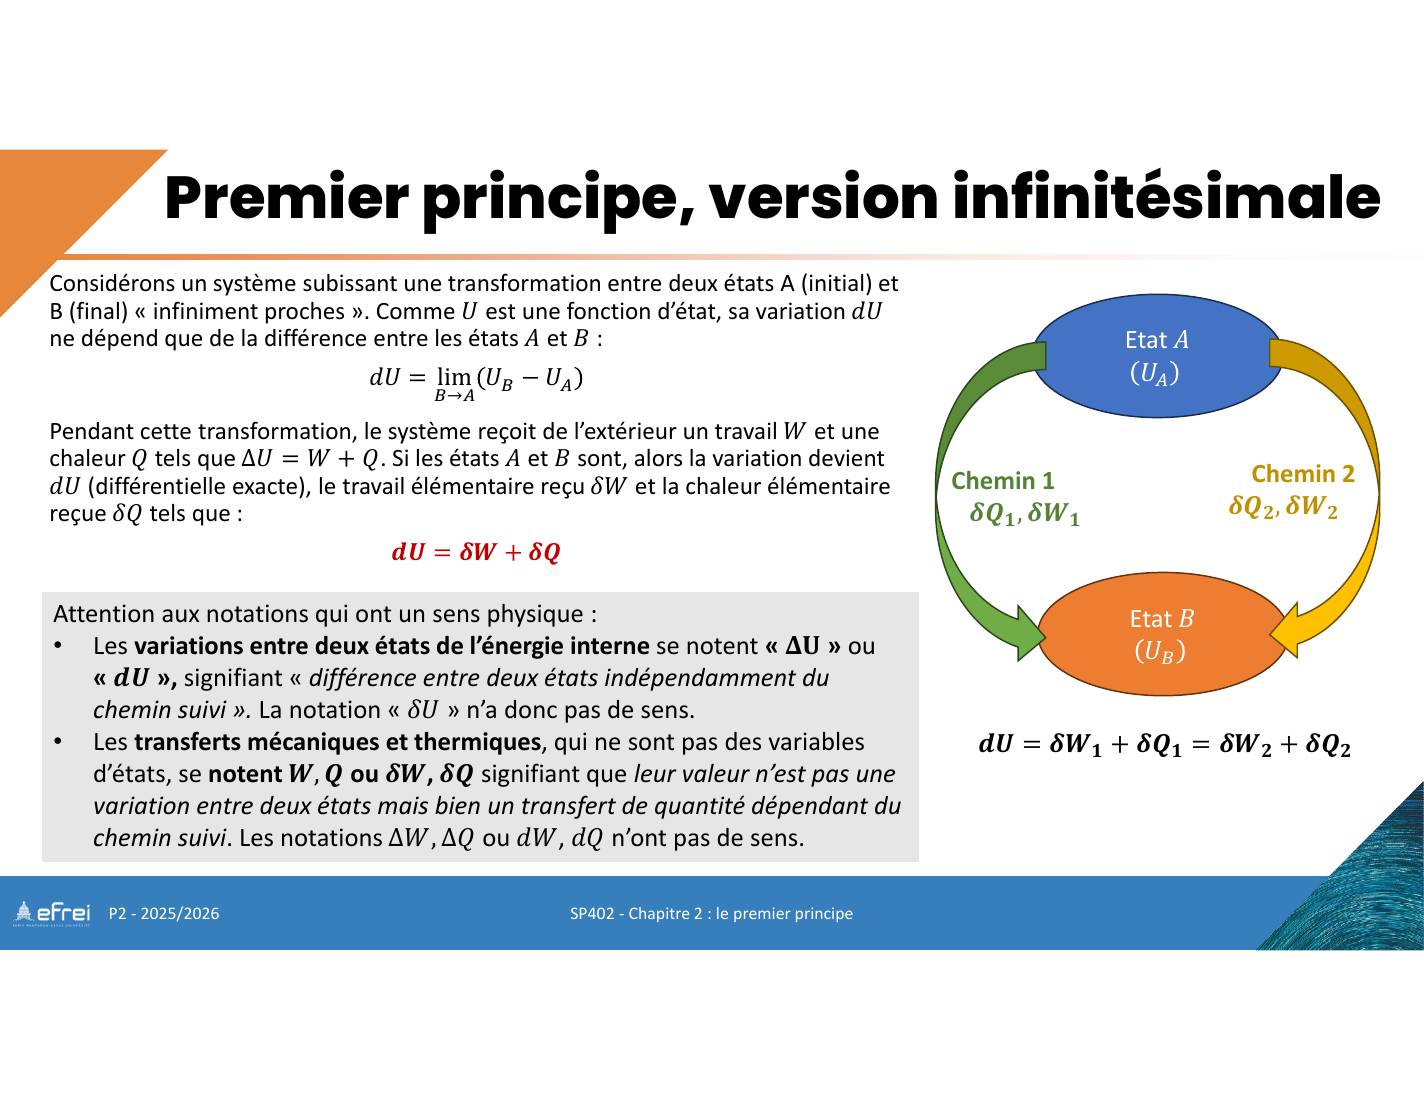 Premier principe, version infinitésimale
Considérons un système subissant une transformation entre deux états A (initial) et
B (final) « infiniment proches ». Comme U est une fonction d’état, sa variation dU
ne dépend que de la différence entre les états A et B :
dU = lim (U_B − U_A)
B→A
Pendant cette transformation, le système reçoit de l’extérieur un travail W et une
chaleur Q tels que ΔU = W + Q. Si les états A et B sont, alors la variation devient
dU (différentielle exacte), le travail élémentaire reçu δW et la chaleur élémentaire
reçue δQ tels que :
dU = δW + δQ
Attention aux notations qui ont un sens physique :
• Les variations entre deux états de l’énergie interne se notent « ΔU » ou
« dU », signifiant « différence entre deux états indépendamment du
chemin suivi ». La notation « δU » n’a donc pas de sens.
• Les transferts mécaniques et thermiques, qui ne sont pas des variables
d’états, se notent W, Q ou δW, δQ signifiant que leur valeur n’est pas une
variation entre deux états mais bien un transfert de quantité dépendant du
chemin suivi. Les notations ΔW, ΔQ ou dW, dQ n’ont pas de sens.
Etat A
(U_A)
Chemin 1
δQ₁, δW₁
Chemin 2
δQ₂, δW₂
Etat B
(U_B)
dU = δW₁ + δQ₁ = δW₂ + δQ₂
efrei
P2 - 2025/2026
SP402 - Chapitre 2 : le premier principe